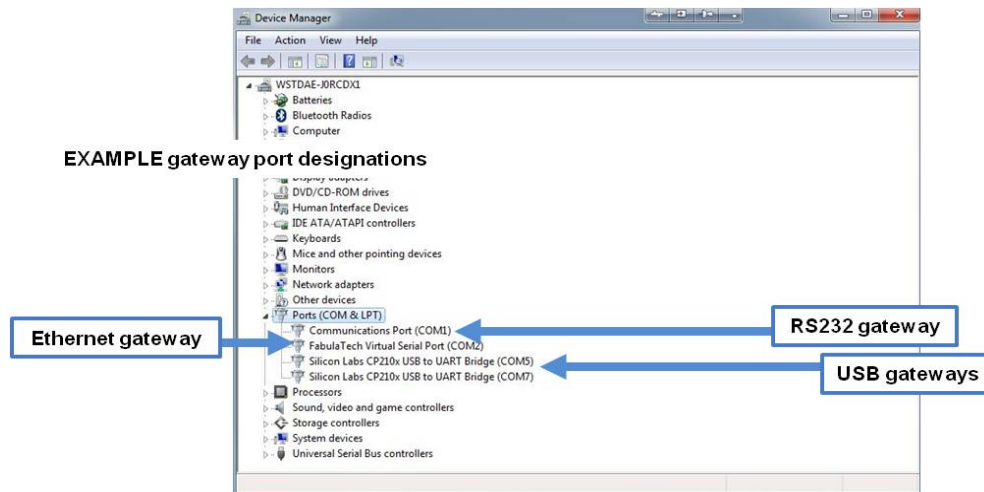 Device Manager
File Action View Help
WSTDAE-J0RCDX1
Batteries
Bluetooth Radios
Computer
EXAMPLE gateway port designations
Display adapters
DVD/CD-ROM drives
Human Interface Devices
IDE ATA/ATAPI controllers
Keyboards
Mice and other pointing devices
Monitors
Network adapters
Other devices
Ports (COM & LPT)
Communications Port (COM1)
FabulaTech Virtual Serial Port (COM2)
Silicon Labs CP210x USB to UART Bridge (COM5)
Silicon Labs CP210x USB to UART Bridge (COM7)
Processors
Sound, video and game controllers
Storage controllers
System devices
Universal Serial Bus controllers
Ethernet gateway
RS232 gateway
USB gateways